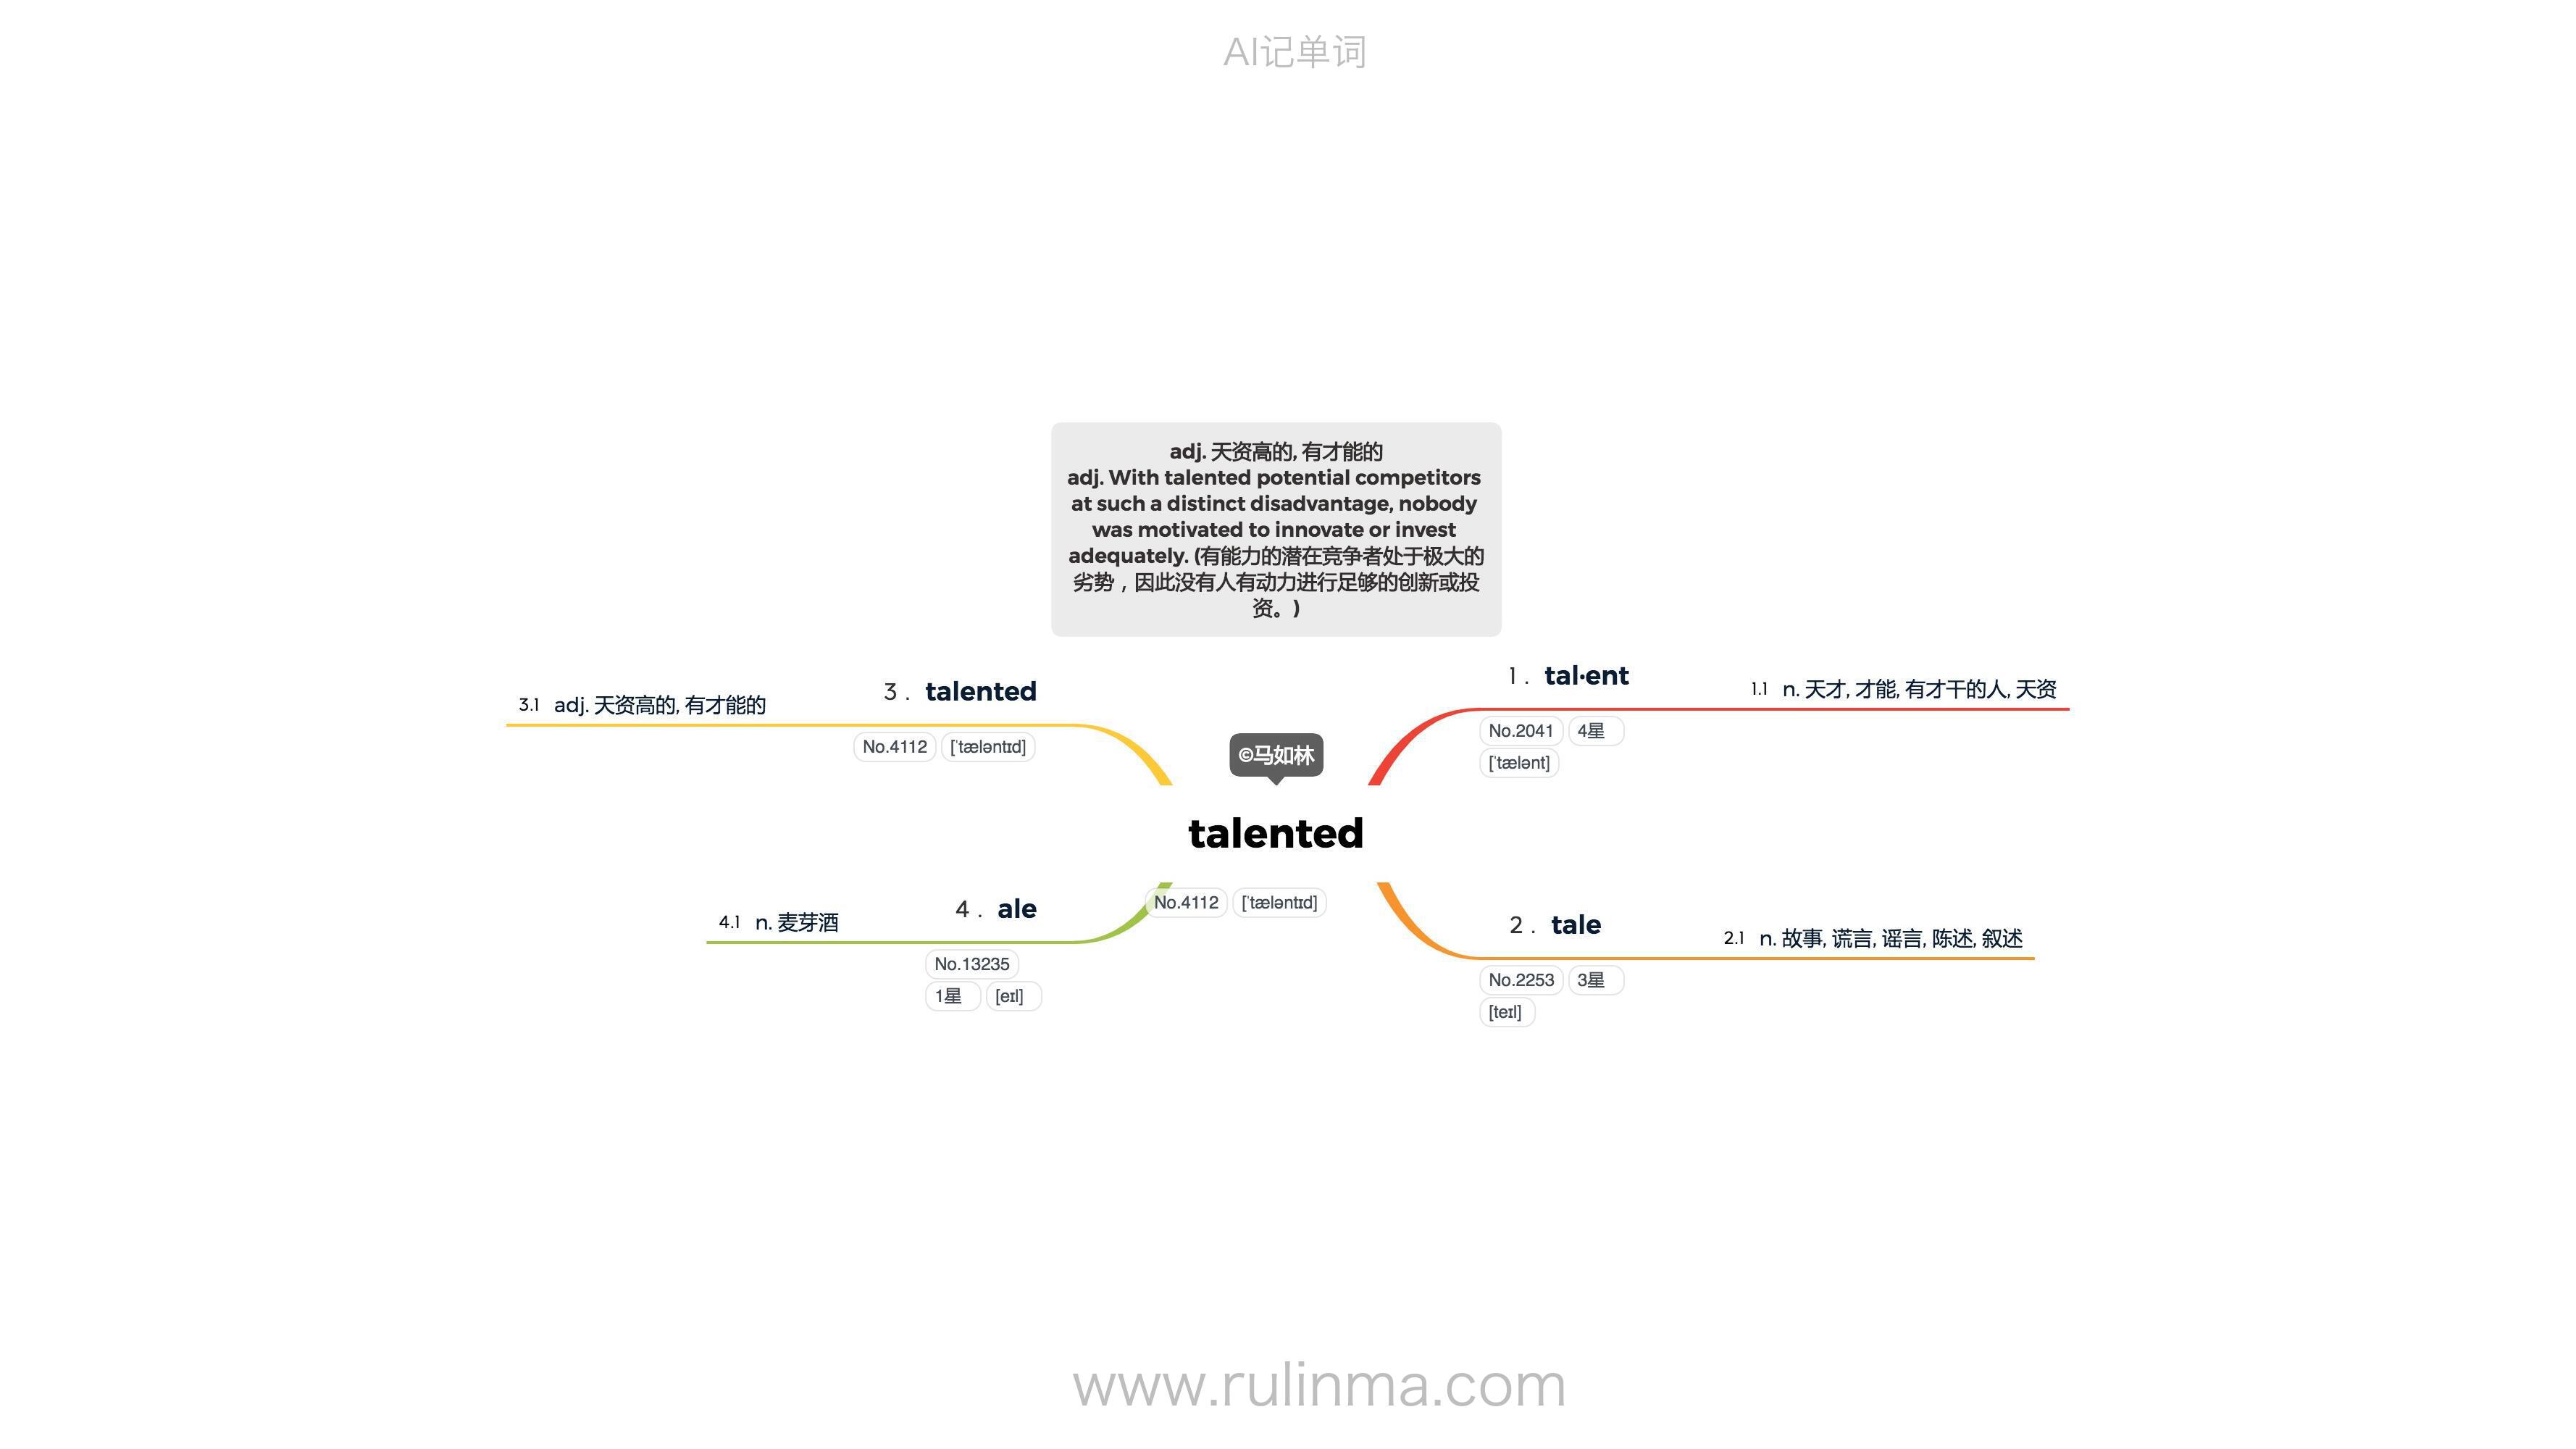 AI记单词
adj. 天资高的, 有才能的
adj. With talented potential competitors
at such a distinct disadvantage, nobody
was motivated to innovate or invest
adequately. (有能力的潜在竞争者处于极大的
劣势，因此没有人有动力进行足够的创新或投
资。)
1 . tal·ent
1.1 n. 天才, 才能, 有才干的人, 天资
No.2041 4星
[ˈtælənt]
3 . talented
3.1 adj. 天资高的, 有才能的
No.4112 [ˈtæləntɪd]
©马如林
talented
No.4112 [ˈtæləntɪd]
2 . tale
2.1 n. 故事, 谎言, 谣言, 陈述, 叙述
No.2253 3星
[teɪl]
4 . ale
4.1 n. 麦芽酒
No.13235
1星 [eɪl]
www.rulinma.com